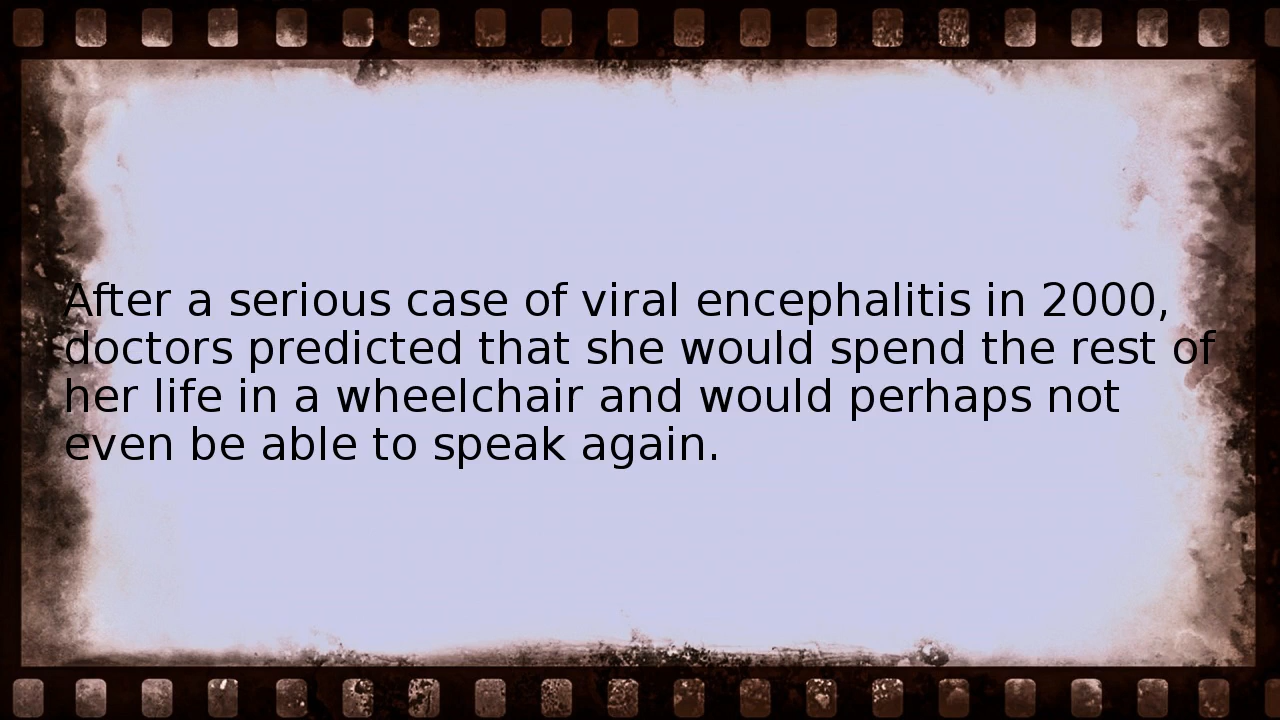 After a serious case of viral encephalitis in 2000,
doctors predicted that she would spend the rest of
her life in a wheelchair and would perhaps not
even be able to speak again.